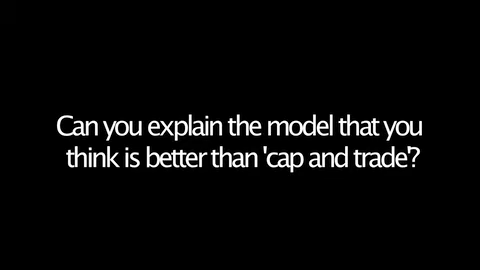 Can you explain the model that you
think is better than 'cap and trade'?